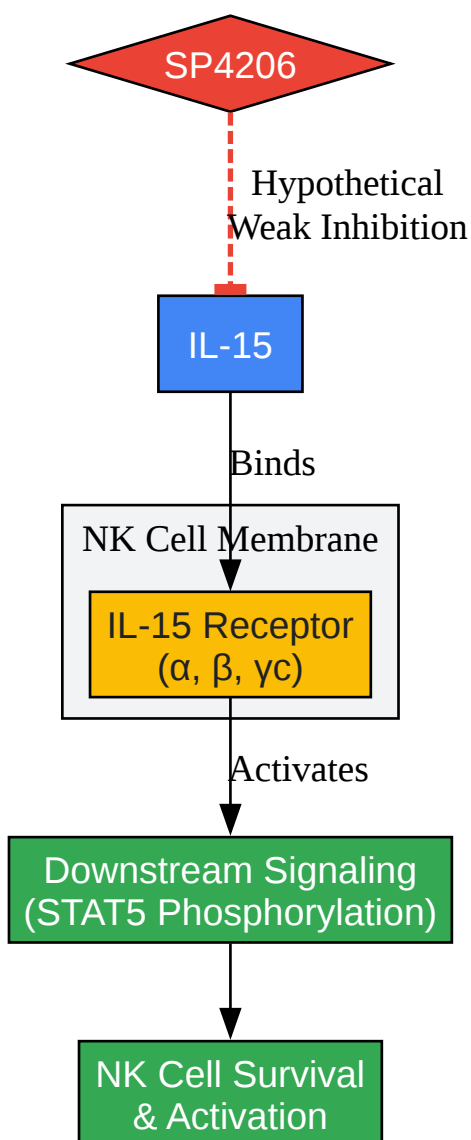 SP4206
Hypothetical
Weak Inhibition
IL-15
Binds
NK Cell Membrane
IL-15 Receptor
(α, β, γc)
Activates
Downstream Signaling
(STAT5 Phosphorylation)
NK Cell Survival
& Activation